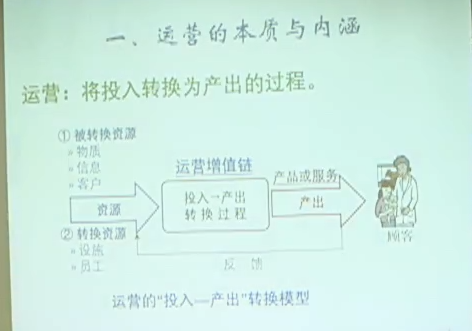 一、运营的本质与内涵
运营：将投入转换为产出的过程。
① 被转换资源
» 物质
» 信息
» 客户
资源
② 转换资源
» 设施
» 员工
运营增值链
投入→产出
转换过程
产品或服务
产出
顾客
反馈
运营的“投入—产出”转换模型